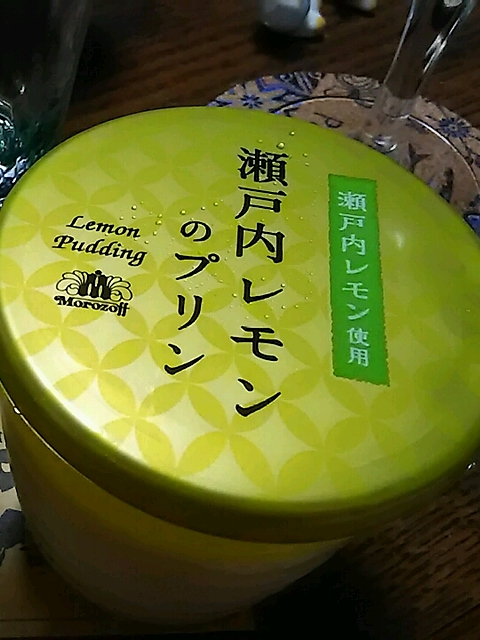 瀬戸内レモン使用
瀬戸内レモン
のプリン
Lemon
Pudding
Morozoff